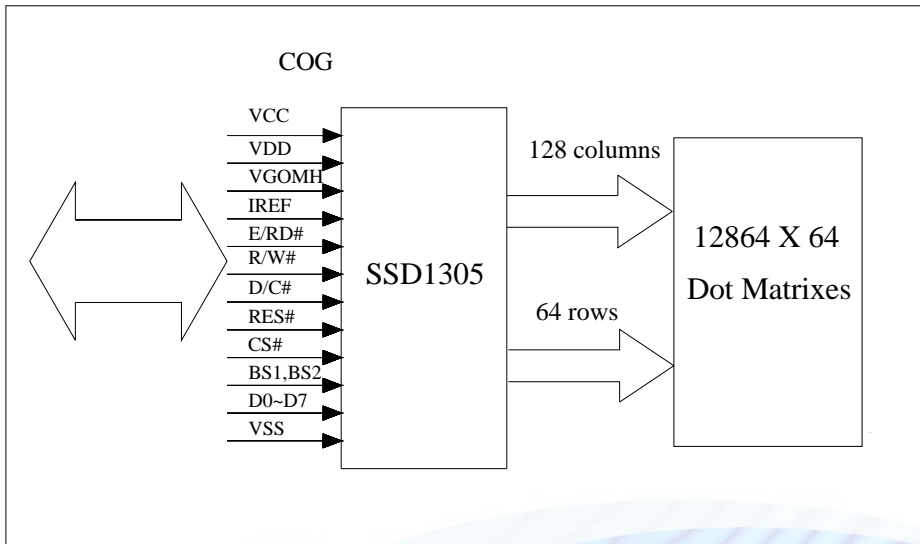 COG
VCC
VDD
VGOMH
IREF
E/RD#
R/W#
D/C#
RES#
CS#
BS1,BS2
D0~D7
VSS
SSD1305
128 columns
64 rows
12864 X 64
Dot Matrixes